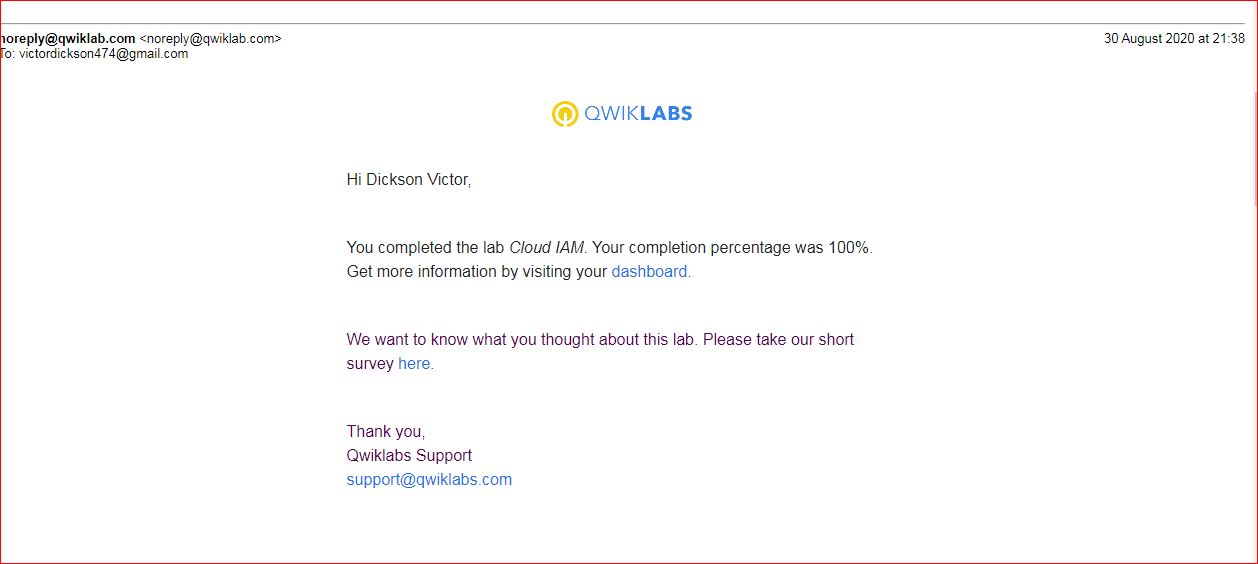 noreply@qwiklab.com <noreply@qwiklab.com>
30 August 2020 at 21:38
To: victordickson474@gmail.com
QWIKLABS
Hi Dickson Victor,
You completed the lab Cloud IAM. Your completion percentage was 100%.
Get more information by visiting your dashboard.
We want to know what you thought about this lab. Please take our short
survey here.
Thank you,
Qwiklabs Support
support@qwiklabs.com